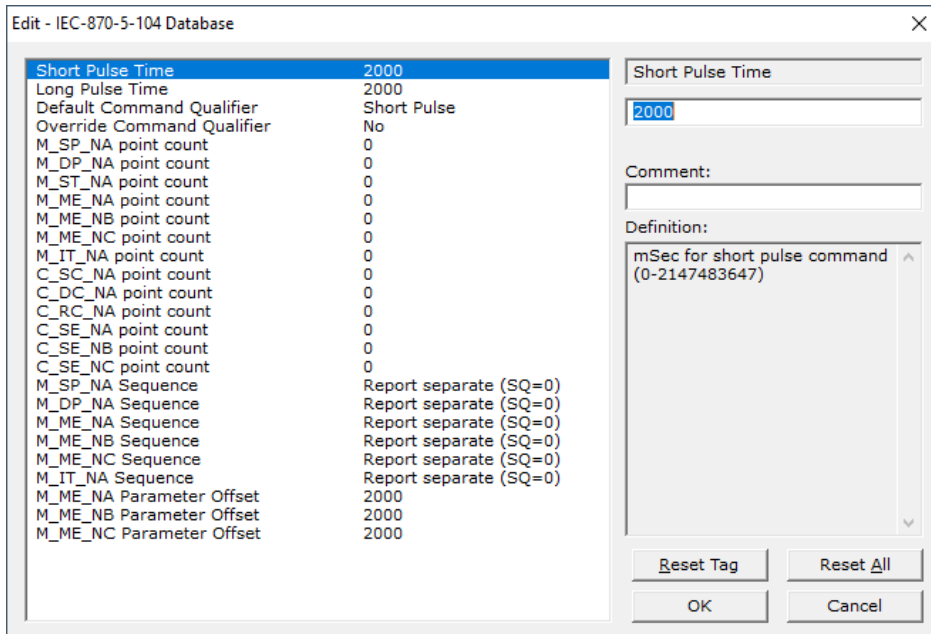 Edit - IEC-870-5-104 Database
Short Pulse Time 2000
Long Pulse Time 2000
Default Command Qualifier Short Pulse
Override Command Qualifier No
M_SP_NA point count 0
M_DP_NA point count 0
M_ST_NA point count 0
M_ME_NA point count 0
M_ME_NB point count 0
M_ME_NC point count 0
M_IT_NA point count 0
C_SC_NA point count 0
C_DC_NA point count 0
C_RC_NA point count 0
C_SE_NA point count 0
C_SE_NB point count 0
C_SE_NC point count 0
M_SP_NA Sequence Report separate (SQ=0)
M_DP_NA Sequence Report separate (SQ=0)
M_ME_NA Sequence Report separate (SQ=0)
M_ME_NB Sequence Report separate (SQ=0)
M_ME_NC Sequence Report separate (SQ=0)
M_IT_NA Sequence Report separate (SQ=0)
M_ME_NA Parameter Offset 2000
M_ME_NB Parameter Offset 2000
M_ME_NC Parameter Offset 2000
Short Pulse Time
2000
Comment:
Definition:
mSec for short pulse command
(0-2147483647)
Reset Tag Reset All
OK Cancel